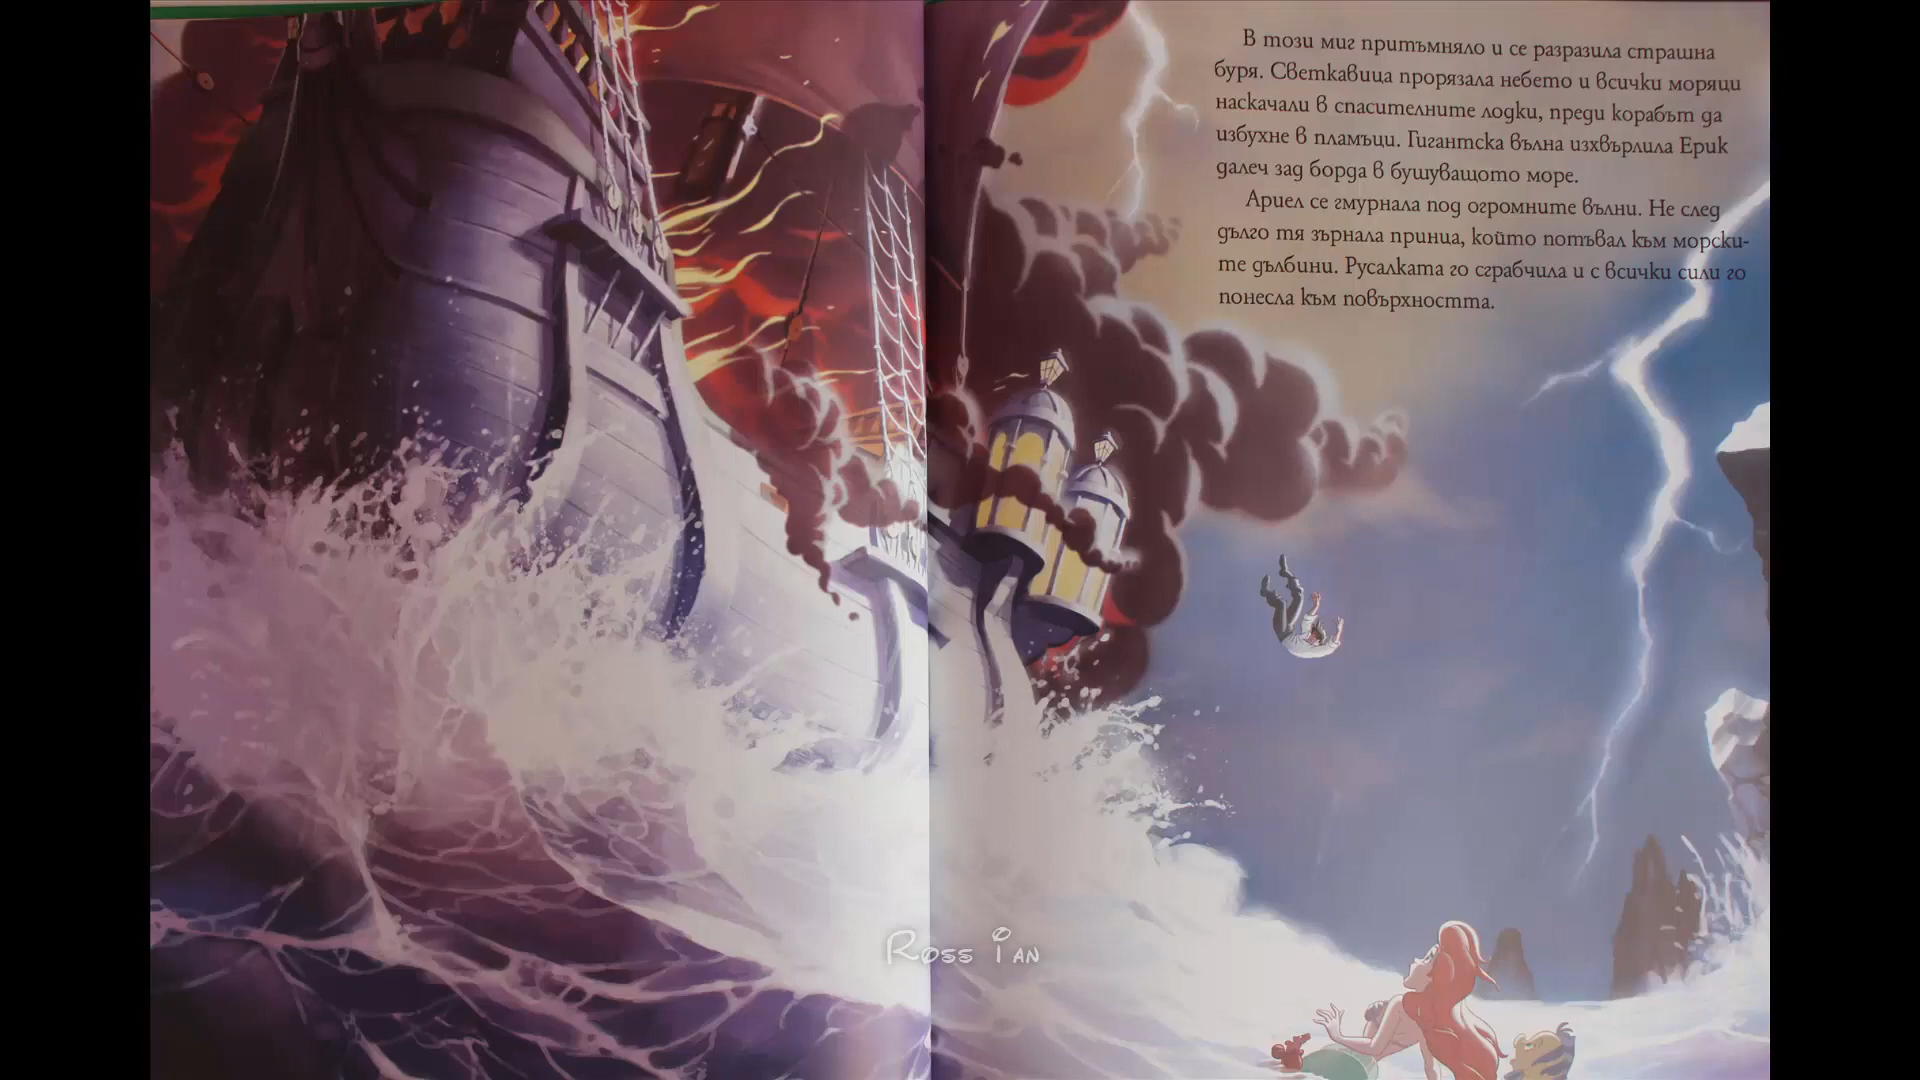 В този миг притъмняло и се разразила страшна
буря. Светкавица прорязала небето и всички моряци
наскачали в спасителните лодки, преди корабът да
избухне в пламъци. Гигантска вълна изхвърлила Ерик
далеч зад борда в бушуващото море.
Ариел се гмурнала под огромните вълни. Не след
дълго тя зърнала принца, който потъвал към морски-
те дълбини. Русалката го сграбчила и с всички сили го
понесла към повърхността.
Ross Ian